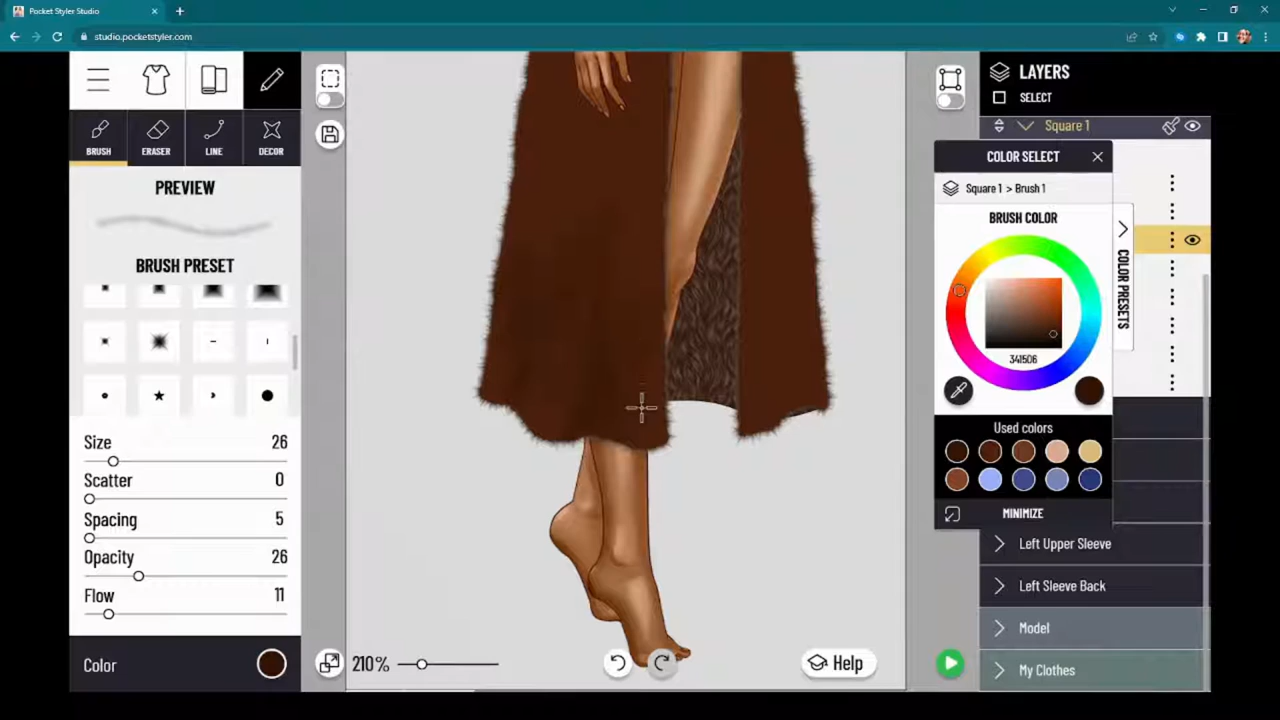 Pocket Styler Studio
studio.pocketstyler.com
BRUSH
ERASER
LINE
DECOR
PREVIEW
BRUSH PRESET
Size 26
Scatter 0
Spacing 5
Opacity 26
Flow 11
Color
210%
Help
LAYERS
SELECT
Square 1
COLOR SELECT
Square 1 > Brush 1
BRUSH COLOR
341506
COLOR PRESETS
Used colors
MINIMIZE
Left Upper Sleeve
Left Sleeve Back
Model
My Clothes